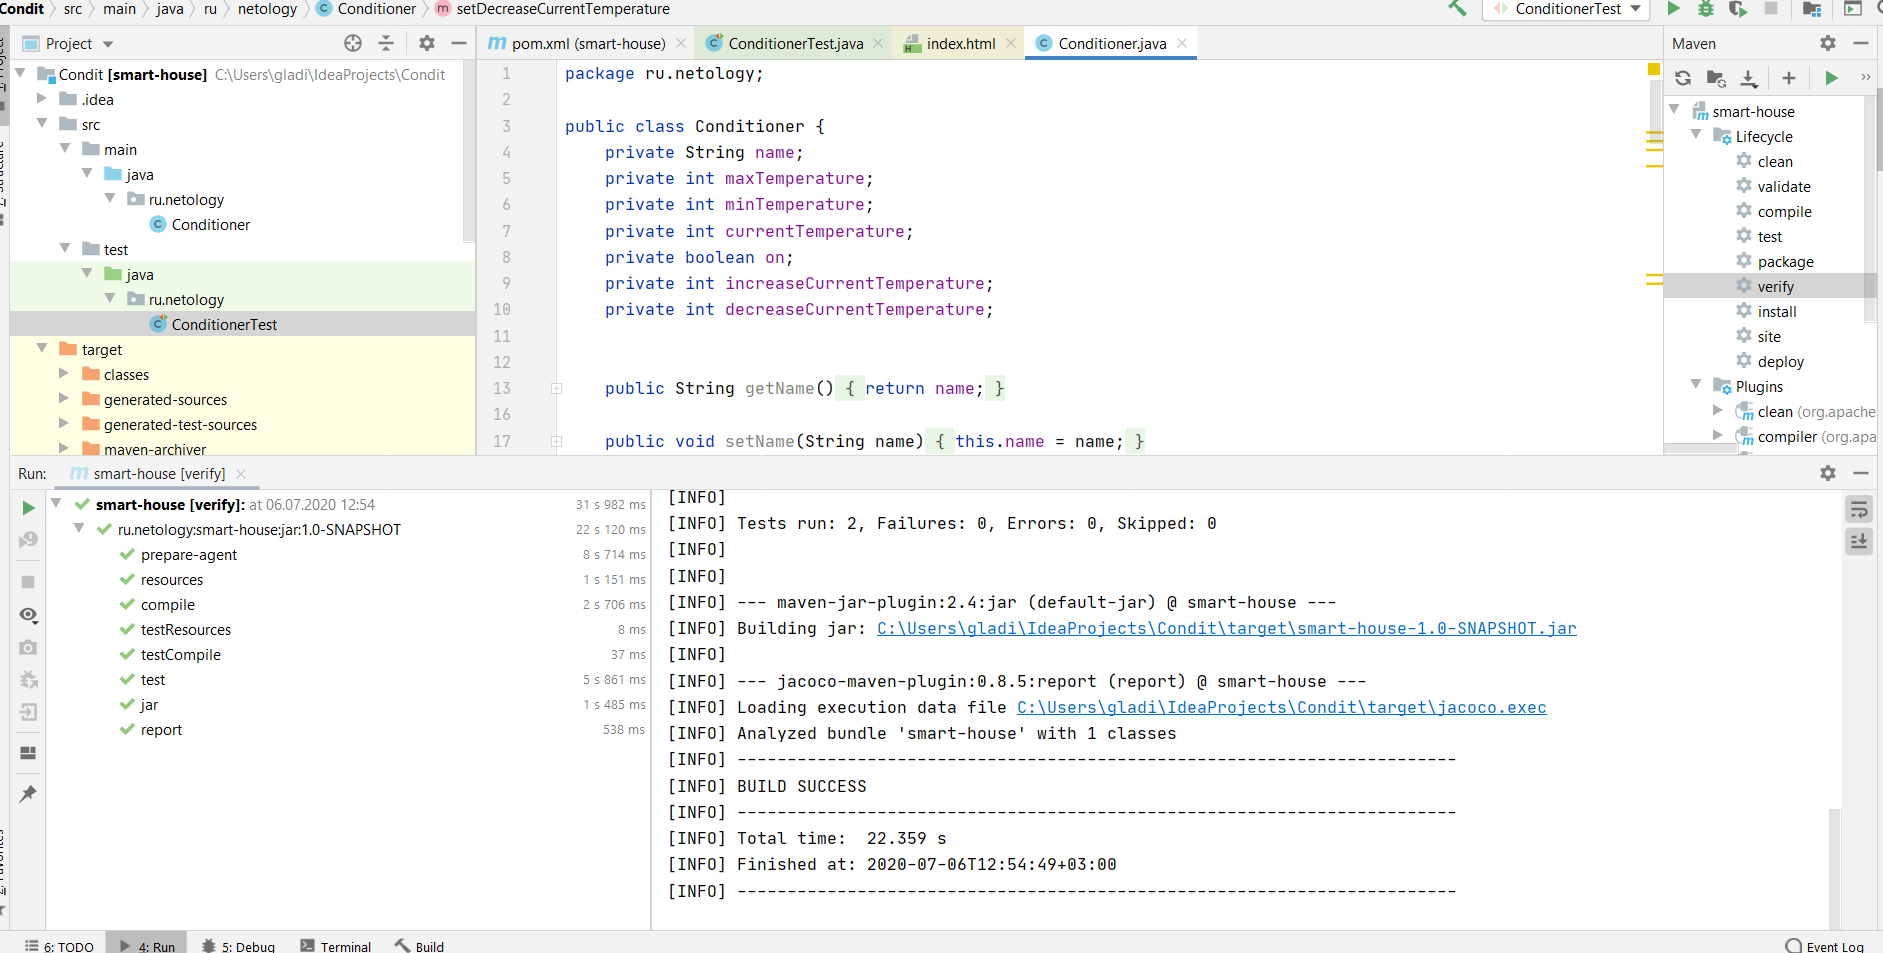 Condit src main java ru netology Conditioner setDecreaseCurrentTemperature
ConditionerTest
Project
pom.xml (smart-house)
ConditionerTest.java
index.html
Conditioner.java
Maven
Condit [smart-house] C:\Users\gladi\IdeaProjects\Condit
.idea
src
main
java
ru.netology
Conditioner
test
java
ru.netology
ConditionerTest
target
classes
generated-sources
generated-test-sources
maven-archiver
1 package ru.netology;
2
3 public class Conditioner {
4 private String name;
5 private int maxTemperature;
6 private int minTemperature;
7 private int currentTemperature;
8 private boolean on;
9 private int increaseCurrentTemperature;
10 private int decreaseCurrentTemperature;
11
12
13 public String getName() { return name; }
16
17 public void setName(String name) { this.name = name; }
smart-house
Lifecycle
clean
validate
compile
test
package
verify
install
site
deploy
Plugins
clean (org.apache
compiler (org.apa
Run: smart-house [verify]
smart-house [verify]: at 06.07.2020 12:54 31 s 982 ms
ru.netology:smart-house:jar:1.0-SNAPSHOT 22 s 120 ms
prepare-agent 8 s 714 ms
resources 1 s 151 ms
compile 2 s 706 ms
testResources 8 ms
testCompile 37 ms
test 5 s 861 ms
jar 1 s 485 ms
report 538 ms
[INFO]
[INFO] Tests run: 2, Failures: 0, Errors: 0, Skipped: 0
[INFO]
[INFO]
[INFO] --- maven-jar-plugin:2.4:jar (default-jar) @ smart-house ---
[INFO] Building jar: C:\Users\gladi\IdeaProjects\Condit\target\smart-house-1.0-SNAPSHOT.jar
[INFO]
[INFO] --- jacoco-maven-plugin:0.8.5:report (report) @ smart-house ---
[INFO] Loading execution data file C:\Users\gladi\IdeaProjects\Condit\target\jacoco.exec
[INFO] Analyzed bundle 'smart-house' with 1 classes
[INFO] ------------------------------------------------------------------------
[INFO] BUILD SUCCESS
[INFO] ------------------------------------------------------------------------
[INFO] Total time:  22.359 s
[INFO] Finished at: 2020-07-06T12:54:49+03:00
[INFO] ------------------------------------------------------------------------
6: TODO
4: Run
5: Debug
Terminal
Build
Event Log